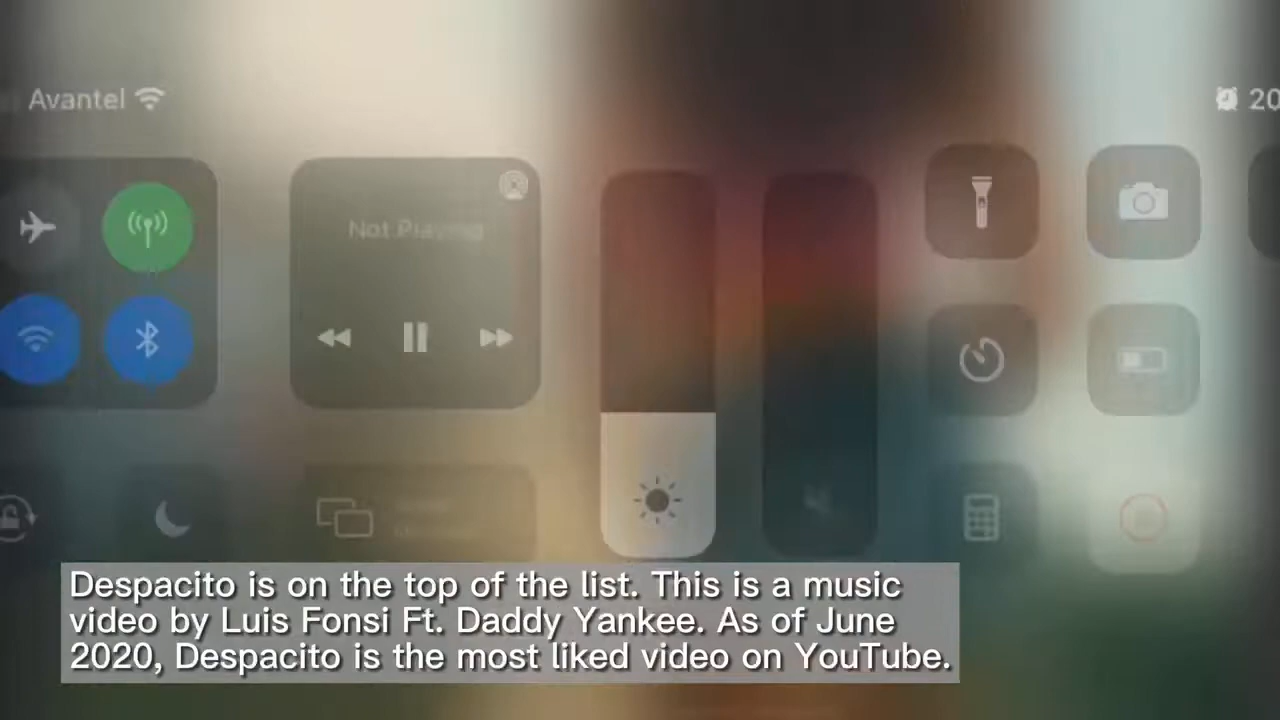 Avantel
20
Not Playing
Despacito is on the top of the list. This is a music
video by Luis Fonsi Ft. Daddy Yankee. As of June
2020, Despacito is the most liked video on YouTube.